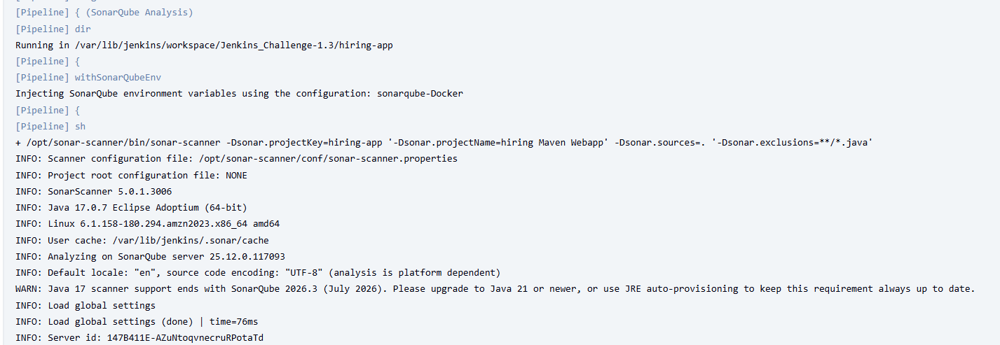 [Pipeline] { (SonarQube Analysis)
[Pipeline] dir
Running in /var/lib/jenkins/workspace/Jenkins_Challenge-1.3/hiring-app
[Pipeline] {
[Pipeline] withSonarQubeEnv
Injecting SonarQube environment variables using the configuration: sonarqube-Docker
[Pipeline] {
[Pipeline] sh
+ /opt/sonar-scanner/bin/sonar-scanner -Dsonar.projectKey=hiring-app '-Dsonar.projectName=hiring Maven Webapp' -Dsonar.sources=. '-Dsonar.exclusions=**/*.java'
INFO: Scanner configuration file: /opt/sonar-scanner/conf/sonar-scanner.properties
INFO: Project root configuration file: NONE
INFO: SonarScanner 5.0.1.3006
INFO: Java 17.0.7 Eclipse Adoptium (64-bit)
INFO: Linux 6.1.158-180.294.amzn2023.x86_64 amd64
INFO: User cache: /var/lib/jenkins/.sonar/cache
INFO: Analyzing on SonarQube server 25.12.0.117093
INFO: Default locale: "en", source code encoding: "UTF-8" (analysis is platform dependent)
WARN: Java 17 scanner support ends with SonarQube 2026.3 (July 2026). Please upgrade to Java 21 or newer, or use JRE auto-provisioning to keep this requirement always up to date.
INFO: Load global settings
INFO: Load global settings (done) | time=76ms
INFO: Server id: 147B411E-AZuNtoqvnecruRPotaTd